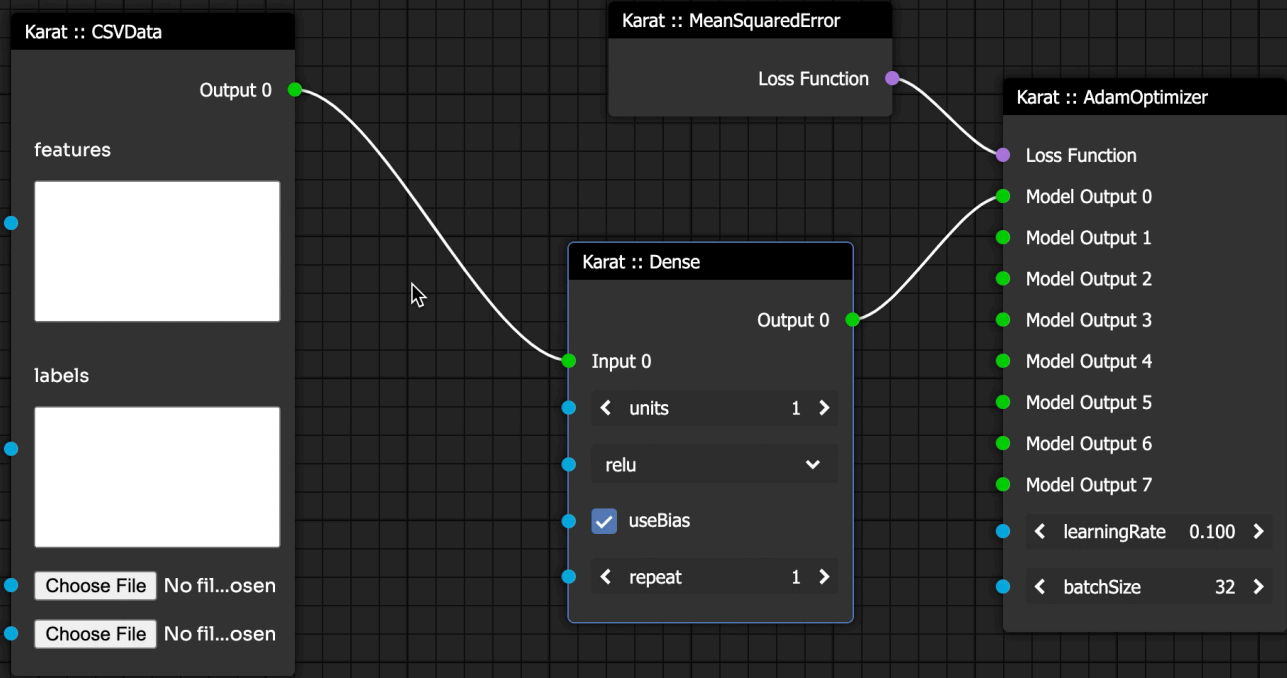 Karat :: CSVData
Output 0
features
labels
Choose File No fil...osen
Choose File No fil...osen
Karat :: MeanSquaredError
Loss Function
Karat :: Dense
Output 0
Input 0
units 1
relu
useBias
repeat 1
Karat :: AdamOptimizer
Loss Function
Model Output 0
Model Output 1
Model Output 2
Model Output 3
Model Output 4
Model Output 5
Model Output 6
Model Output 7
learningRate 0.100
batchSize 32